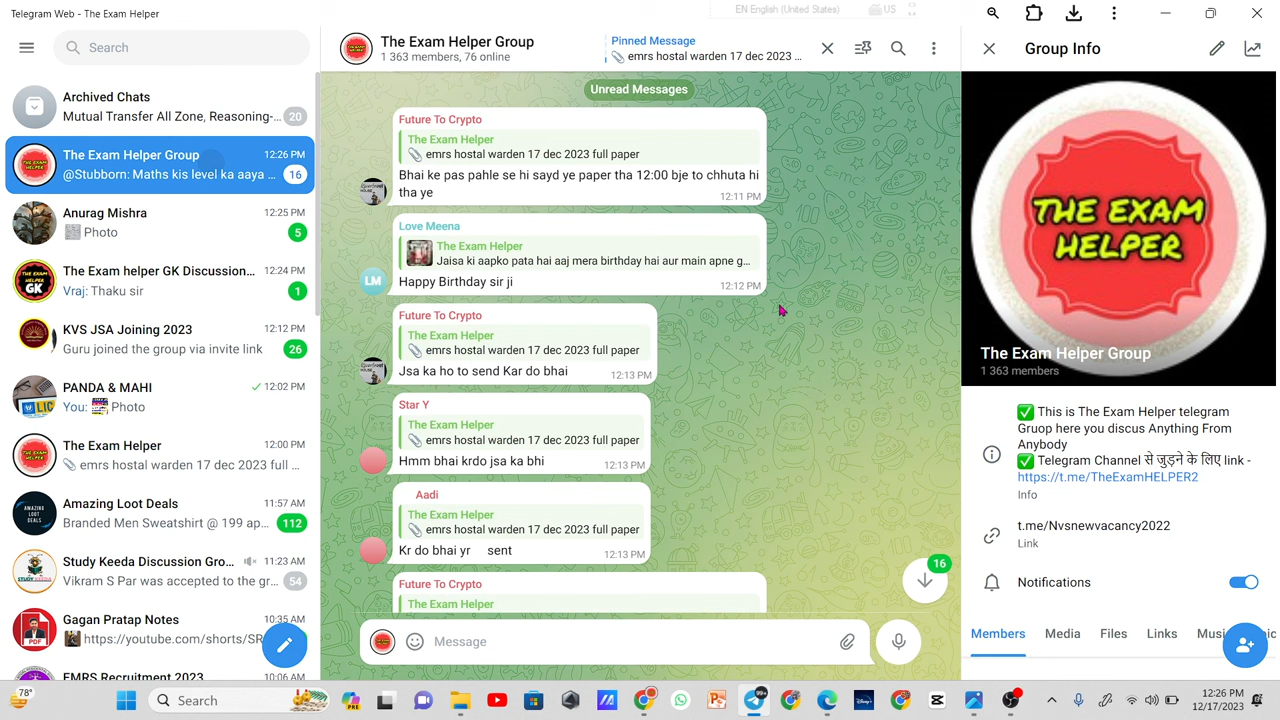 Telegram Web - The Exam Helper
EN English (United States)
US
Search
Archived Chats
Mutual Transfer All Zone, Reasoning-...
20
The Exam Helper Group
12:26 PM
@Stubborn: Maths kis level ka aaya ...
16
Anurag Mishra
12:25 PM
Photo
5
The Exam helper GK Discussion...
12:24 PM
Vraj: Thaku sir
1
KVS JSA Joining 2023
12:12 PM
Guru joined the group via invite link
26
PANDA & MAHI
12:02 PM
You: Photo
The Exam Helper
12:00 PM
emrs hostal warden 17 dec 2023 full ...
Amazing Loot Deals
11:57 AM
Branded Men Sweatshirt @ 199 ap...
112
Study Keeda Discussion Gro...
11:23 AM
Vikram S Par was accepted to the gr...
54
Gagan Pratap Notes
10:35 AM
https://youtube.com/shorts/SR
EMRS Recruitment 2023
10:06 AM
The Exam Helper Group
1 363 members, 76 online
Pinned Message
emrs hostal warden 17 dec 2023 ...
Unread Messages
Future To Crypto
The Exam Helper
emrs hostal warden 17 dec 2023 full paper
Bhai ke pas pahle se hi sayd ye paper tha 12:00 bje to chhuta hi
tha ye
12:11 PM
Love Meena
The Exam Helper
Jaisa ki aapko pata hai aaj mera birthday hai aur main apne g...
Happy Birthday sir ji
12:12 PM
LM
Future To Crypto
The Exam Helper
emrs hostal warden 17 dec 2023 full paper
Jsa ka ho to send Kar do bhai
12:13 PM
Star Y
The Exam Helper
emrs hostal warden 17 dec 2023 full paper
Hmm bhai krdo jsa ka bhi
12:13 PM
Aadi
The Exam Helper
emrs hostal warden 17 dec 2023 full paper
Kr do bhai yr sent
12:13 PM
Future To Crypto
The Exam Helper
16
Message
Group Info
THE EXAM
HELPER
The Exam Helper Group
1 363 members
✅ This is The Exam Helper telegram
Gruop here you discus Anything From
Anybody
✅ Telegram Channel से जुड़ने के लिए link -
https://t.me/TheExamHELPER2
Info
t.me/Nvsnewvacancy2022
Link
Notifications
Members
Media
Files
Links
78°
Search
99+
12:26 PM
12/17/2023